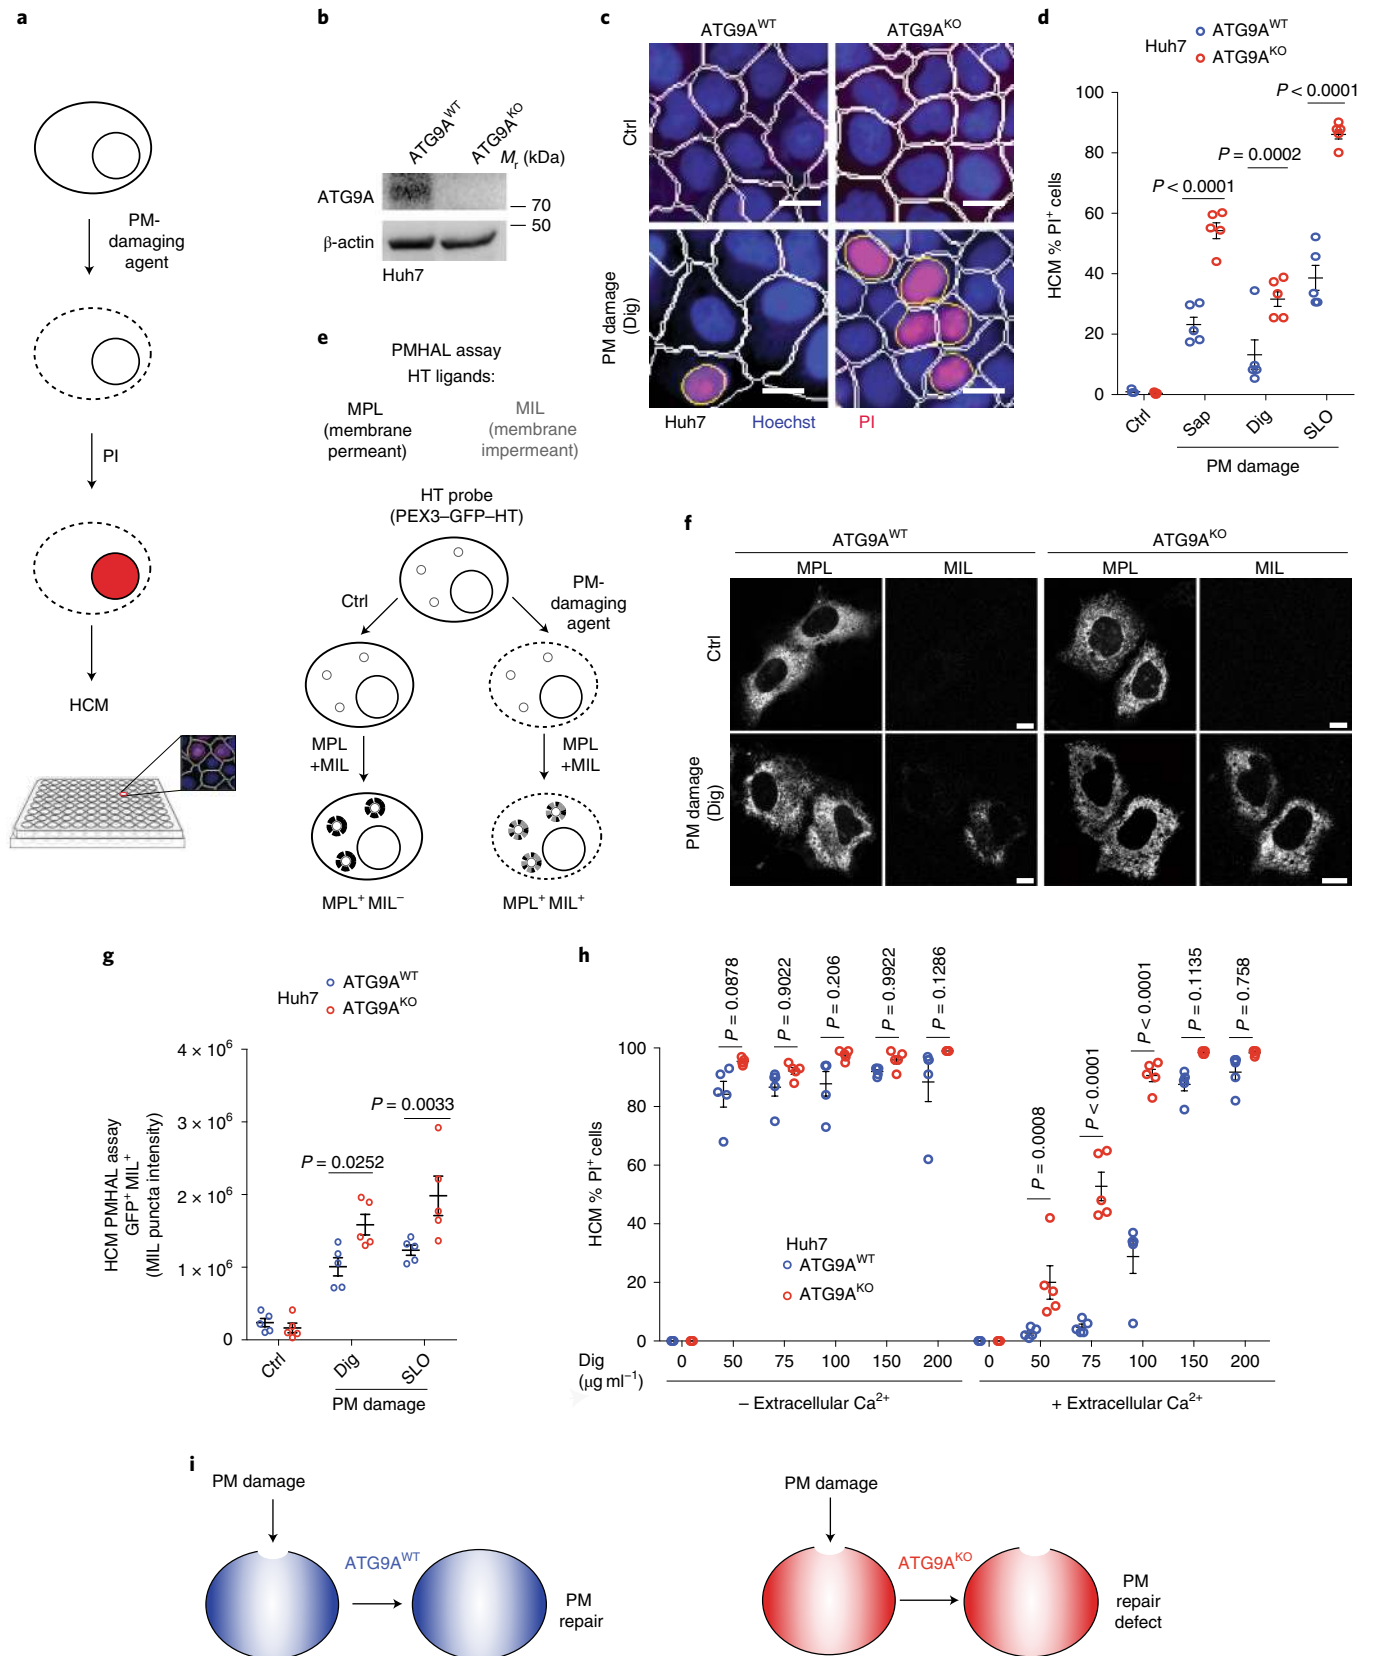 a
PM-
damaging
agent
PI
HCM
b
ATG9A^WT
ATG9A^KO
M_r (kDa)
ATG9A
70
50
β-actin
Huh7
c
ATG9A^WT
ATG9A^KO
Ctrl
PM damage
(Dig)
Huh7
Hoechst
PI
d
Huh7
ATG9A^WT
ATG9A^KO
HCM % PI⁺ cells
100
80
60
40
20
0
P < 0.0001
P = 0.0002
P < 0.0001
Ctrl
Sap
Dig
SLO
PM damage
e
PMHAL assay
HT ligands:
MPL
(membrane
permeant)
MIL
(membrane
impermeant)
HT probe
(PEX3–GFP–HT)
Ctrl
PM-
damaging
agent
MPL
+MIL
MPL
+MIL
MPL⁺ MIL⁻
MPL⁺ MIL⁺
f
ATG9A^WT
ATG9A^KO
MPL
MIL
MPL
MIL
Ctrl
PM damage
(Dig)
g
Huh7
ATG9A^WT
ATG9A^KO
HCM PMHAL assay
GFP⁺ MIL⁺
(MIL puncta intensity)
4 × 10⁶
3 × 10⁶
2 × 10⁶
1 × 10⁶
0
P = 0.0252
P = 0.0033
Ctrl
Dig
SLO
PM damage
h
HCM % PI⁺ cells
100
80
60
40
20
0
P = 0.0878
P = 0.9022
P = 0.206
P = 0.9922
P = 0.1286
P = 0.0008
P < 0.0001
P < 0.0001
P = 0.1135
P = 0.758
Huh7
ATG9A^WT
ATG9A^KO
Dig
(μg ml⁻¹)
0 50 75 100 150 200
0 50 75 100 150 200
– Extracellular Ca²⁺
+ Extracellular Ca²⁺
i
PM damage
ATG9A^WT
PM
repair
PM damage
ATG9A^KO
PM
repair
defect